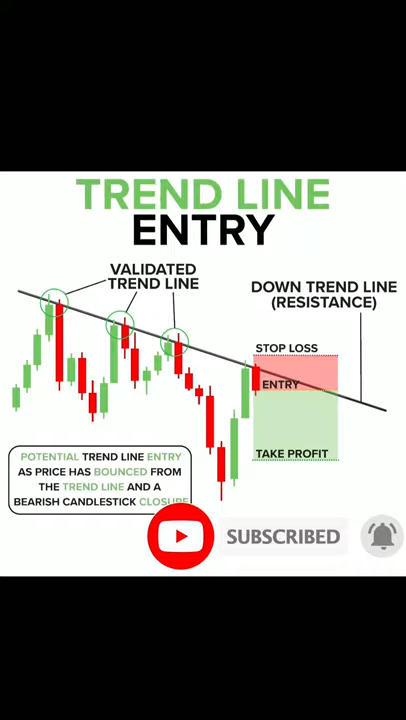 TREND LINE
ENTRY
VALIDATED
TREND LINE
DOWN TREND LINE
(RESISTANCE)
STOP LOSS
ENTRY
TAKE PROFIT
POTENTIAL TREND LINE ENTRY
AS PRICE HAS BOUNCED FROM
THE TREND LINE AND A
BEARISH CANDLESTICK CLOSURE
SUBSCRIBED